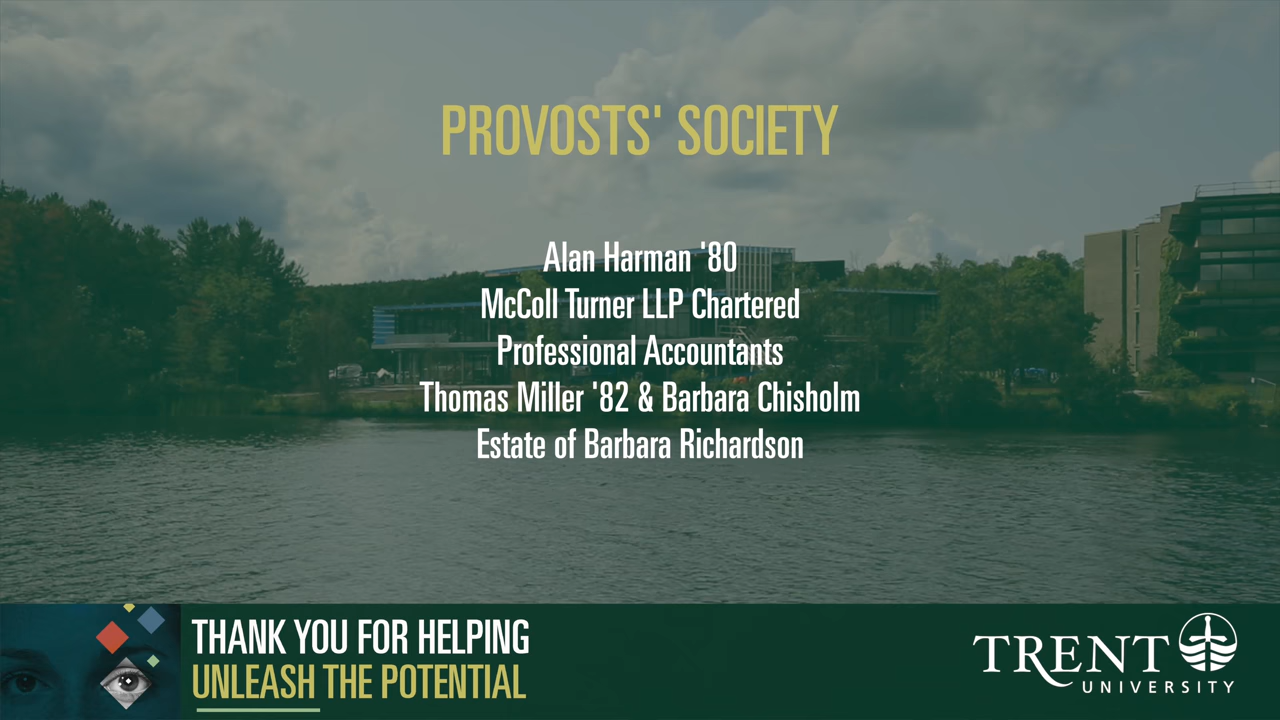 PROVOSTS' SOCIETY
Alan Harman '80
McColl Turner LLP Chartered
Professional Accountants
Thomas Miller '82 & Barbara Chisholm
Estate of Barbara Richardson
THANK YOU FOR HELPING
UNLEASH THE POTENTIAL
TRENT
UNIVERSITY